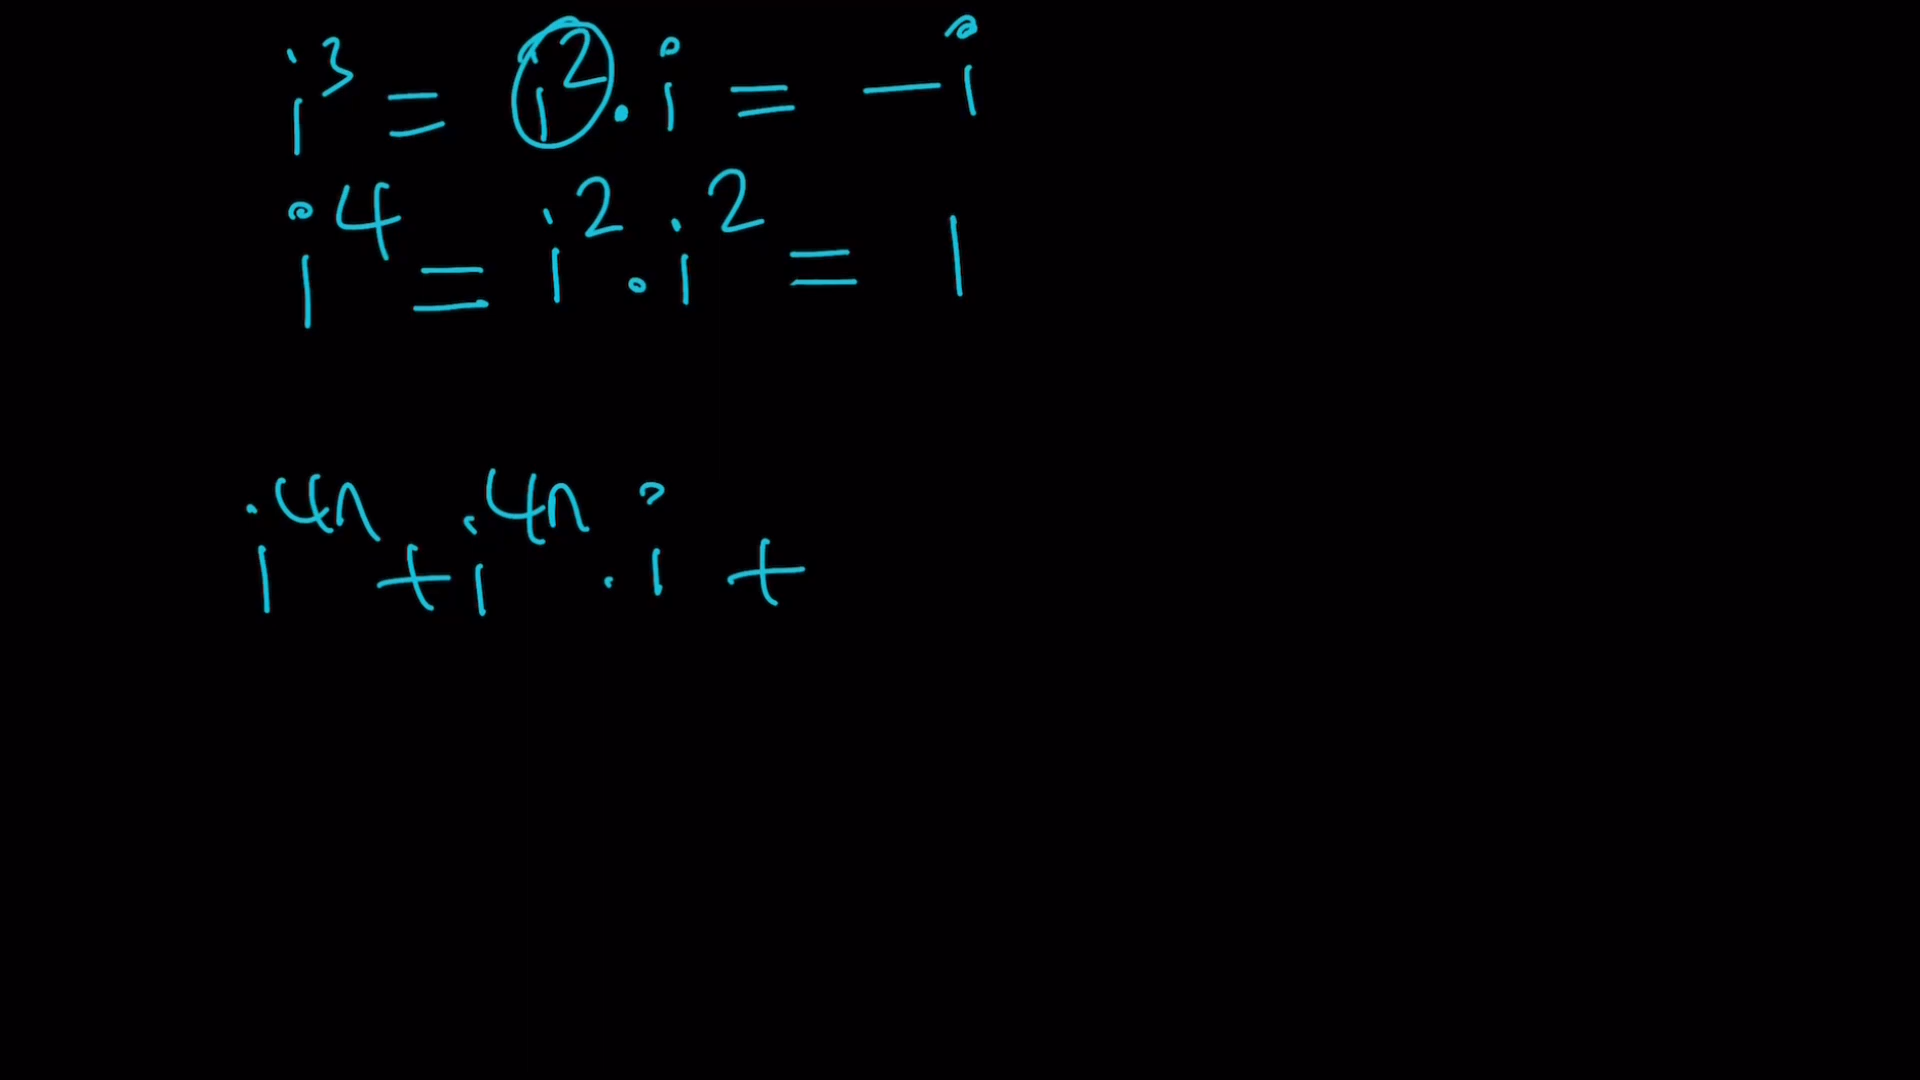 i³ = i² · i = -i
i⁴ = i² · i² = 1
i⁴ⁿ + i⁴ⁿ · i +